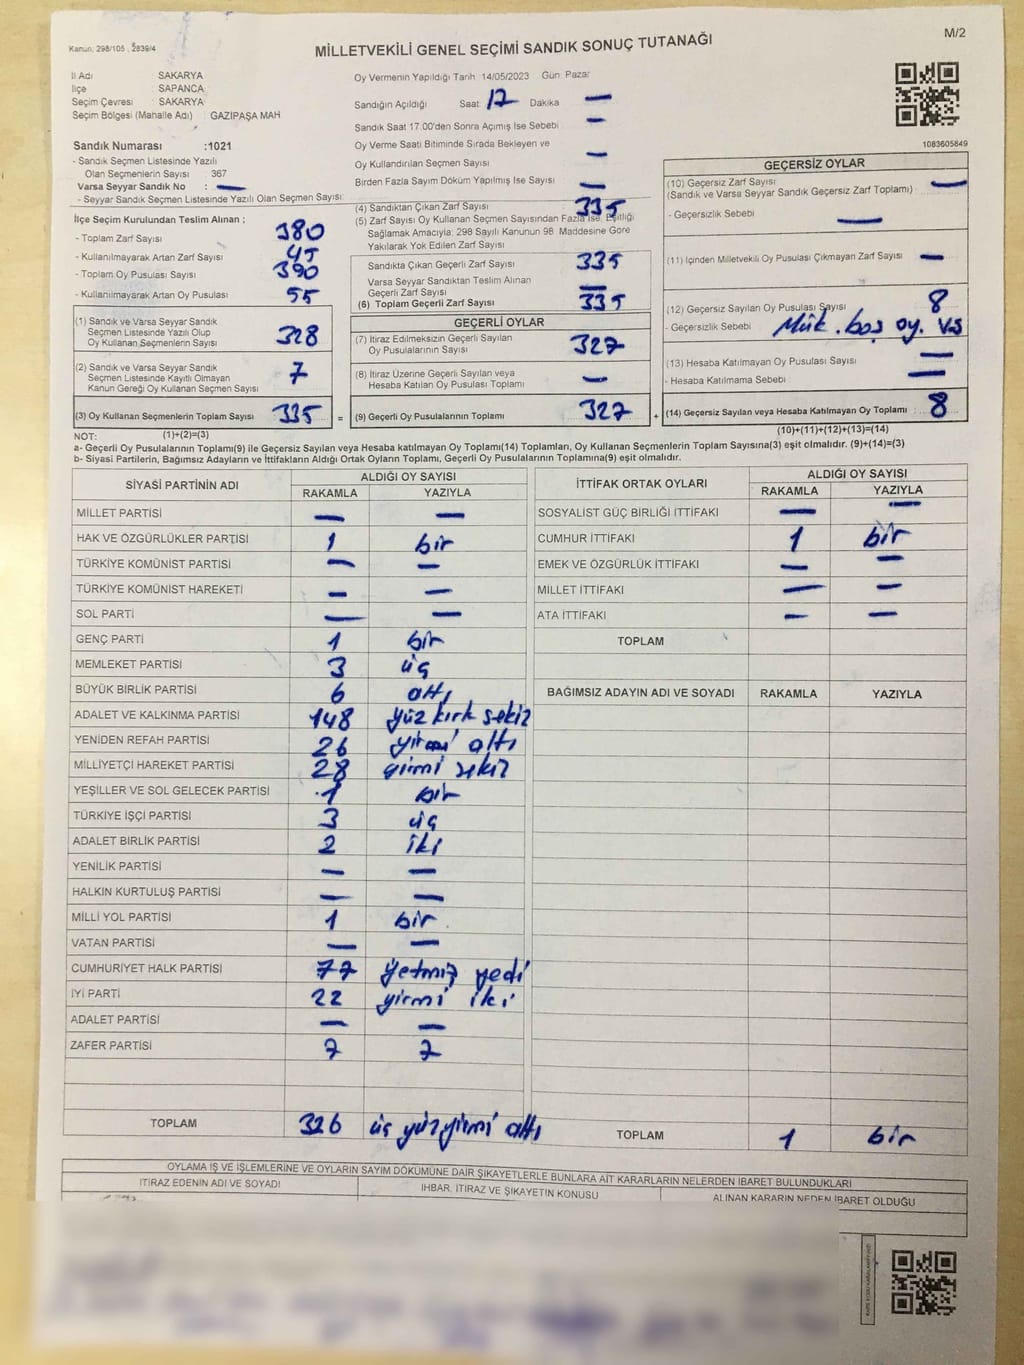 Kanun, 298/105 , 2839/4
MİLLETVEKİLİ GENEL SEÇİMİ SANDIK SONUÇ TUTANAĞI
M/2
İl Adı SAKARYA
İlçe SAPANCA
Seçim Çevresi : SAKARYA
Seçim Bölgesi (Mahalle Adı) : GAZİPAŞA MAH
Sandık Numarası :1021
- Sandık Seçmen Listesinde Yazılı
Olan Seçmenlerin Sayısı : 367
Varsa Seyyar Sandık No : —
- Seyyar Sandık Seçmen Listesinde Yazılı Olan Seçmen Sayısı:
Oy Vermenin Yapıldığı Tarih 14/05/2023 Gün: Pazar
Sandığın Açıldığı Saat 17 Dakika —
Sandık Saat 17.00'den Sonra Açımış İse Sebebi —
Oy Verme Saati Bitiminde Sırada Bekleyen ve
Oy Kullandırılan Seçmen Sayısı —
Birden Fazla Sayım Döküm Yapılmış İse Sayısı —
1083605849
İlçe Seçim Kurulundan Teslim Alınan ;
- Toplam Zarf Sayısı 380
- Kullanılmayarak Artan Zarf Sayısı 45
- Toplam Oy Pusulası Sayısı 390
- Kullanılmayarak Artan Oy Pusulası 55
(4) Sandıktan Çıkan Zarf Sayısı 335
(5) Zarf Sayısı Oy Kullanan Seçmen Sayısından Fazla İse, Eşitliği
Sağlamak Amacıyla; 298 Sayılı Kanunun 98. Maddesine Göre
Yakılarak Yok Edilen Zarf Sayısı
Sandıkta Çıkan Geçerli Zarf Sayısı 335
Varsa Seyyar Sandıktan Teslim Alınan
Geçerli Zarf Sayısı —
(6) Toplam Geçerli Zarf Sayısı 335
GEÇERSİZ OYLAR
(10) Geçersiz Zarf Sayısı —
(Sandık ve Varsa Seyyar Sandık Geçersiz Zarf Toplamı)
- Geçersizlik Sebebi —
(11) İçinden Milletvekili Oy Pusulası Çıkmayan Zarf Sayısı —
(12) Geçersiz Sayılan Oy Pusulası Sayısı 8
- Geçersizlik Sebebi Mük. boş oy. vs
(13) Hesaba Katılmayan Oy Pusulası Sayısı —
- Hesaba Katılmama Sebebi —
(14) Geçersiz Sayılan veya Hesaba Katılmayan Oy Toplamı : 8
(10)+(11)+(12)+(13)=(14)
(1) Sandık ve Varsa Seyyar Sandık
Seçmen Listesinde Yazılı Olup
Oy Kullanan Seçmenlerin Sayısı 328
(2) Sandık ve Varsa Seyyar Sandık
Seçmen Listesinde Kayıtlı Olmayan
Kanun Gereği Oy Kullanan Seçmen Sayısı 7
(3) Oy Kullanan Seçmenlerin Toplam Sayısı 335 =
(1)+(2)=(3)
GEÇERLİ OYLAR
(7) İtiraz Edilmeksizin Geçerli Sayılan
Oy Pusulalarının Sayısı 327
(8) İtiraz Üzerine Geçerli Sayılan veya
Hesaba Katılan Oy Pusulası Toplamı —
(9) Geçerli Oy Pusulalarının Toplamı 327 +
NOT:
a- Geçerli Oy Pusulalarının Toplamı(9) ile Geçersiz Sayılan veya Hesaba katılmayan Oy Toplamı(14) Toplamları, Oy Kullanan Seçmenlerin Toplam Sayısına(3) eşit olmalıdır. (9)+(14)=(3)
b- Siyasi Partilerin, Bağımsız Adayların ve İttifakların Aldığı Ortak Oyların Toplamı, Geçerli Oy Pusulalarının Toplamına(9) eşit olmalıdır.
SİYASİ PARTİNİN ADI ALDIĞI OY SAYISI
RAKAMLA YAZIYLA
MİLLET PARTİSİ — —
HAK VE ÖZGÜRLÜKLER PARTİSİ 1 bir
TÜRKİYE KOMÜNİST PARTİSİ — —
TÜRKİYE KOMÜNİST HAREKETİ — —
SOL PARTİ — —
GENÇ PARTİ 1 bir
MEMLEKET PARTİSİ 3 üç
BÜYÜK BİRLİK PARTİSİ 6 altı
ADALET VE KALKINMA PARTİSİ 148 yüz kırk sekiz
YENİDEN REFAH PARTİSİ 26 yirmi altı
MİLLİYETÇİ HAREKET PARTİSİ 28 yirmi sekiz
YEŞİLLER VE SOL GELECEK PARTİSİ 1 bir
TÜRKİYE İŞÇİ PARTİSİ 3 üç
ADALET BİRLİK PARTİSİ 2 iki
YENİLİK PARTİSİ — —
HALKIN KURTULUŞ PARTİSİ — —
MİLLİ YOL PARTİSİ 1 bir
VATAN PARTİSİ — —
CUMHURİYET HALK PARTİSİ 77 yetmiş yedi
İYİ PARTİ 22 yirmi iki
ADALET PARTİSİ — —
ZAFER PARTİSİ 7 7
TOPLAM 326 üç yüz yirmi altı
İTTİFAK ORTAK OYLARI ALDIĞI OY SAYISI
RAKAMLA YAZIYLA
SOSYALİST GÜÇ BİRLİĞİ İTTİFAKI — —
CUMHUR İTTİFAKI 1 bir
EMEK VE ÖZGÜRLÜK İTTİFAKI — —
MİLLET İTTİFAKI — —
ATA İTTİFAKI — —
TOPLAM
BAĞIMSIZ ADAYIN ADI VE SOYADI RAKAMLA YAZIYLA
TOPLAM 1 bir
OYLAMA İŞ VE İŞLEMLERİNE VE OYLARIN SAYIM DÖKÜMÜNE DAİR ŞİKAYETLERLE BUNLARA AİT KARARLARIN NELERDEN İBARET BULUNDUKLARI
İTİRAZ EDENİN ADI VE SOYADI İHBAR, İTİRAZ VE ŞİKAYETİN KONUSU ALINAN KARARIN NEDEN İBARET OLDUĞU